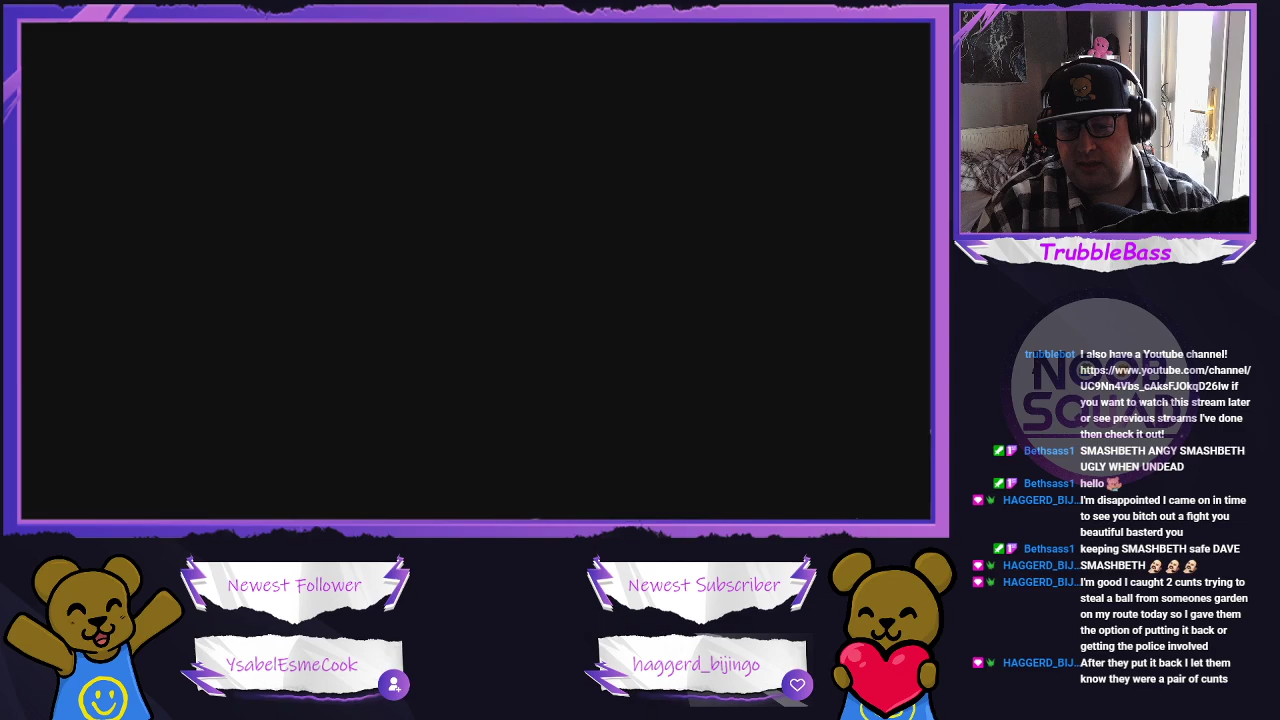 TrubbleBass
NOOB
SQUAD
trubblebot I also have a Youtube channel!
https://www.youtube.com/channel/
UC9Nn4Vbs_cAksFJOkqD26Iw if
you want to watch this stream later
or see previous streams I've done
then check it out!
Bethsass1 SMASHBETH ANGY SMASHBETH
UGLY WHEN UNDEAD
Bethsass1 hello
HAGGERD_BIJ... I'm disappointed I came on in time
to see you bitch out a fight you
beautiful basterd you
Bethsass1 keeping SMASHBETH safe DAVE
HAGGERD_BIJ... SMASHBETH
HAGGERD_BIJ... I'm good I caught 2 cunts trying to
steal a ball from someones garden
on my route today so I gave them
the option of putting it back or
getting the police involved
HAGGERD_BIJ... After they put it back I let them
know they were a pair of cunts
Newest Follower
YsabelEsmeCook
Newest Subscriber
haggerd_bijingo